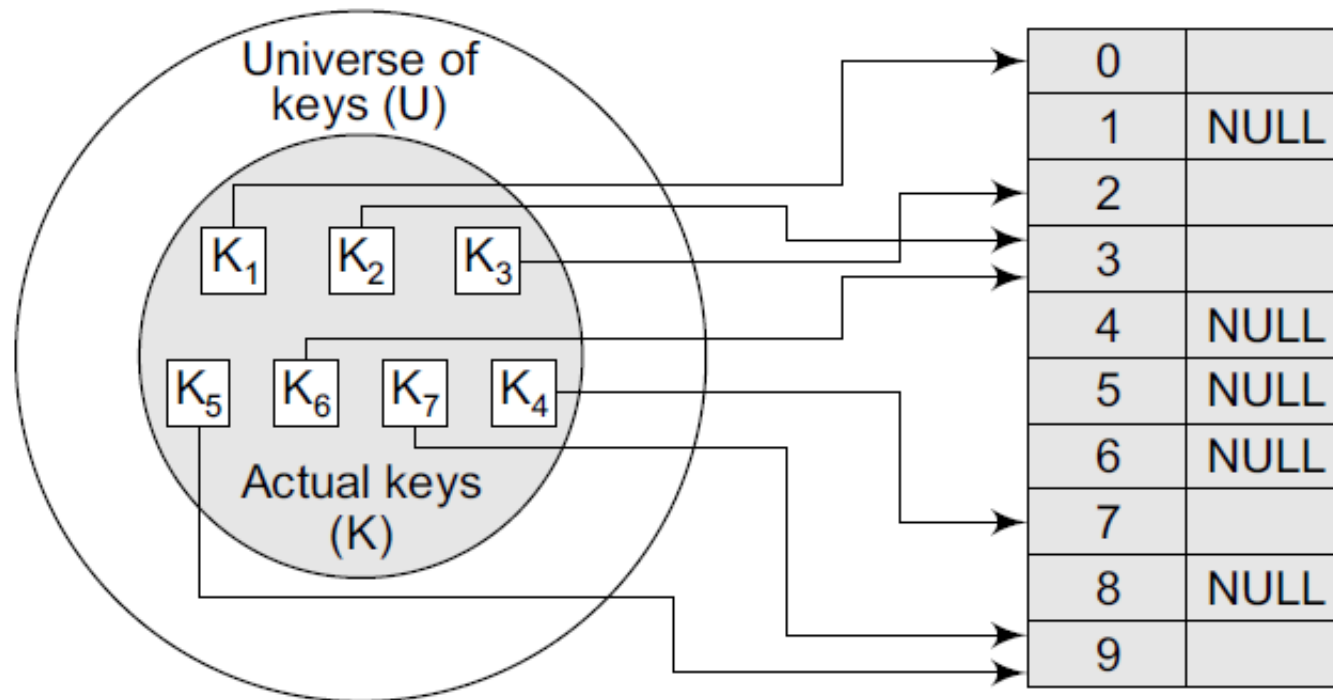 Universe of
keys (U)
K1 K2 K3
K5 K6 K7 K4
Actual keys
(K)
0
1 NULL
2
3
4 NULL
5 NULL
6 NULL
7
8 NULL
9